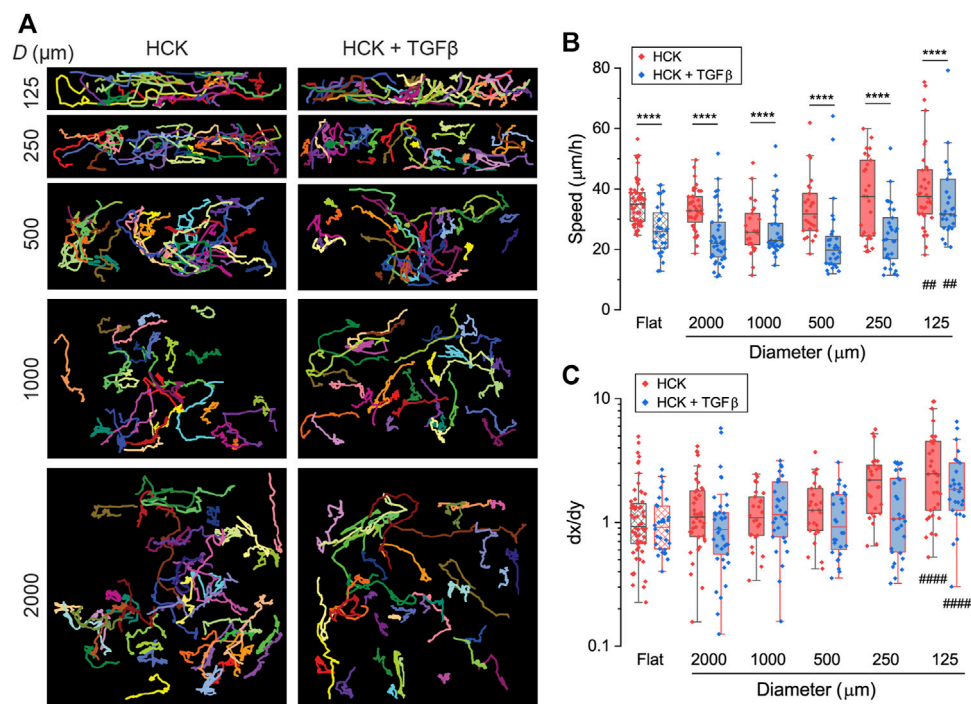 A
D (μm)
HCK
HCK + TGFβ
125
250
500
1000
2000
B
HCK
HCK + TGFβ
****
****
****
****
****
****
80
60
40
20
0
Speed (μm/h)
##
##
Flat
2000
1000
500
250
125
Diameter (μm)
C
HCK
HCK + TGFβ
10
1
0.1
dx/dy
####
####
Flat
2000
1000
500
250
125
Diameter (μm)